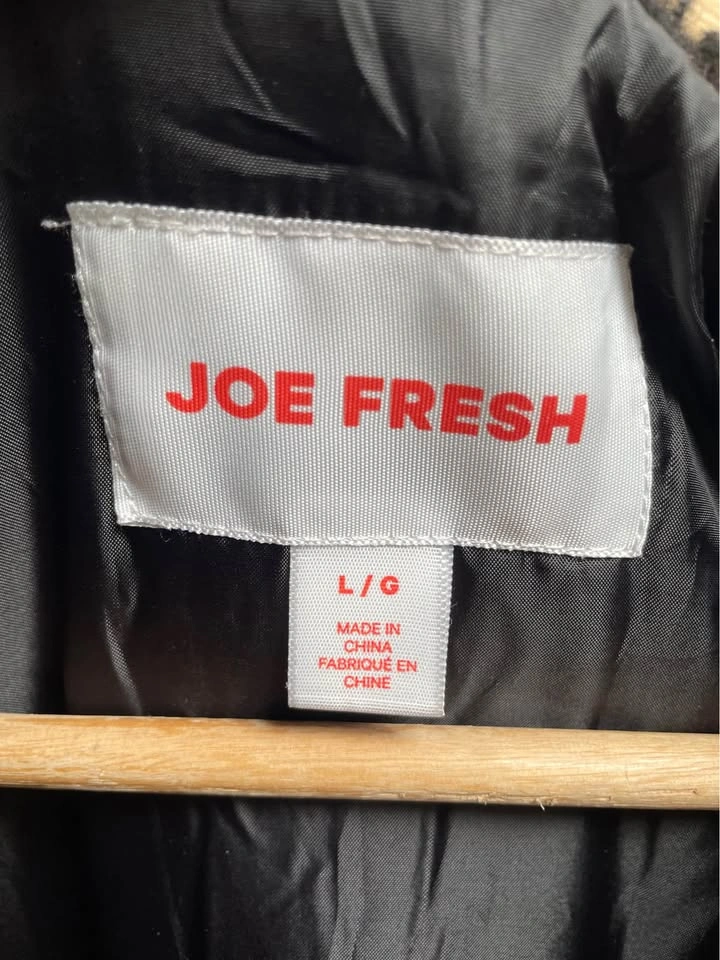 JOE FRESH
L / G
MADE IN
CHINA
FABRIQUÉ EN
CHINE